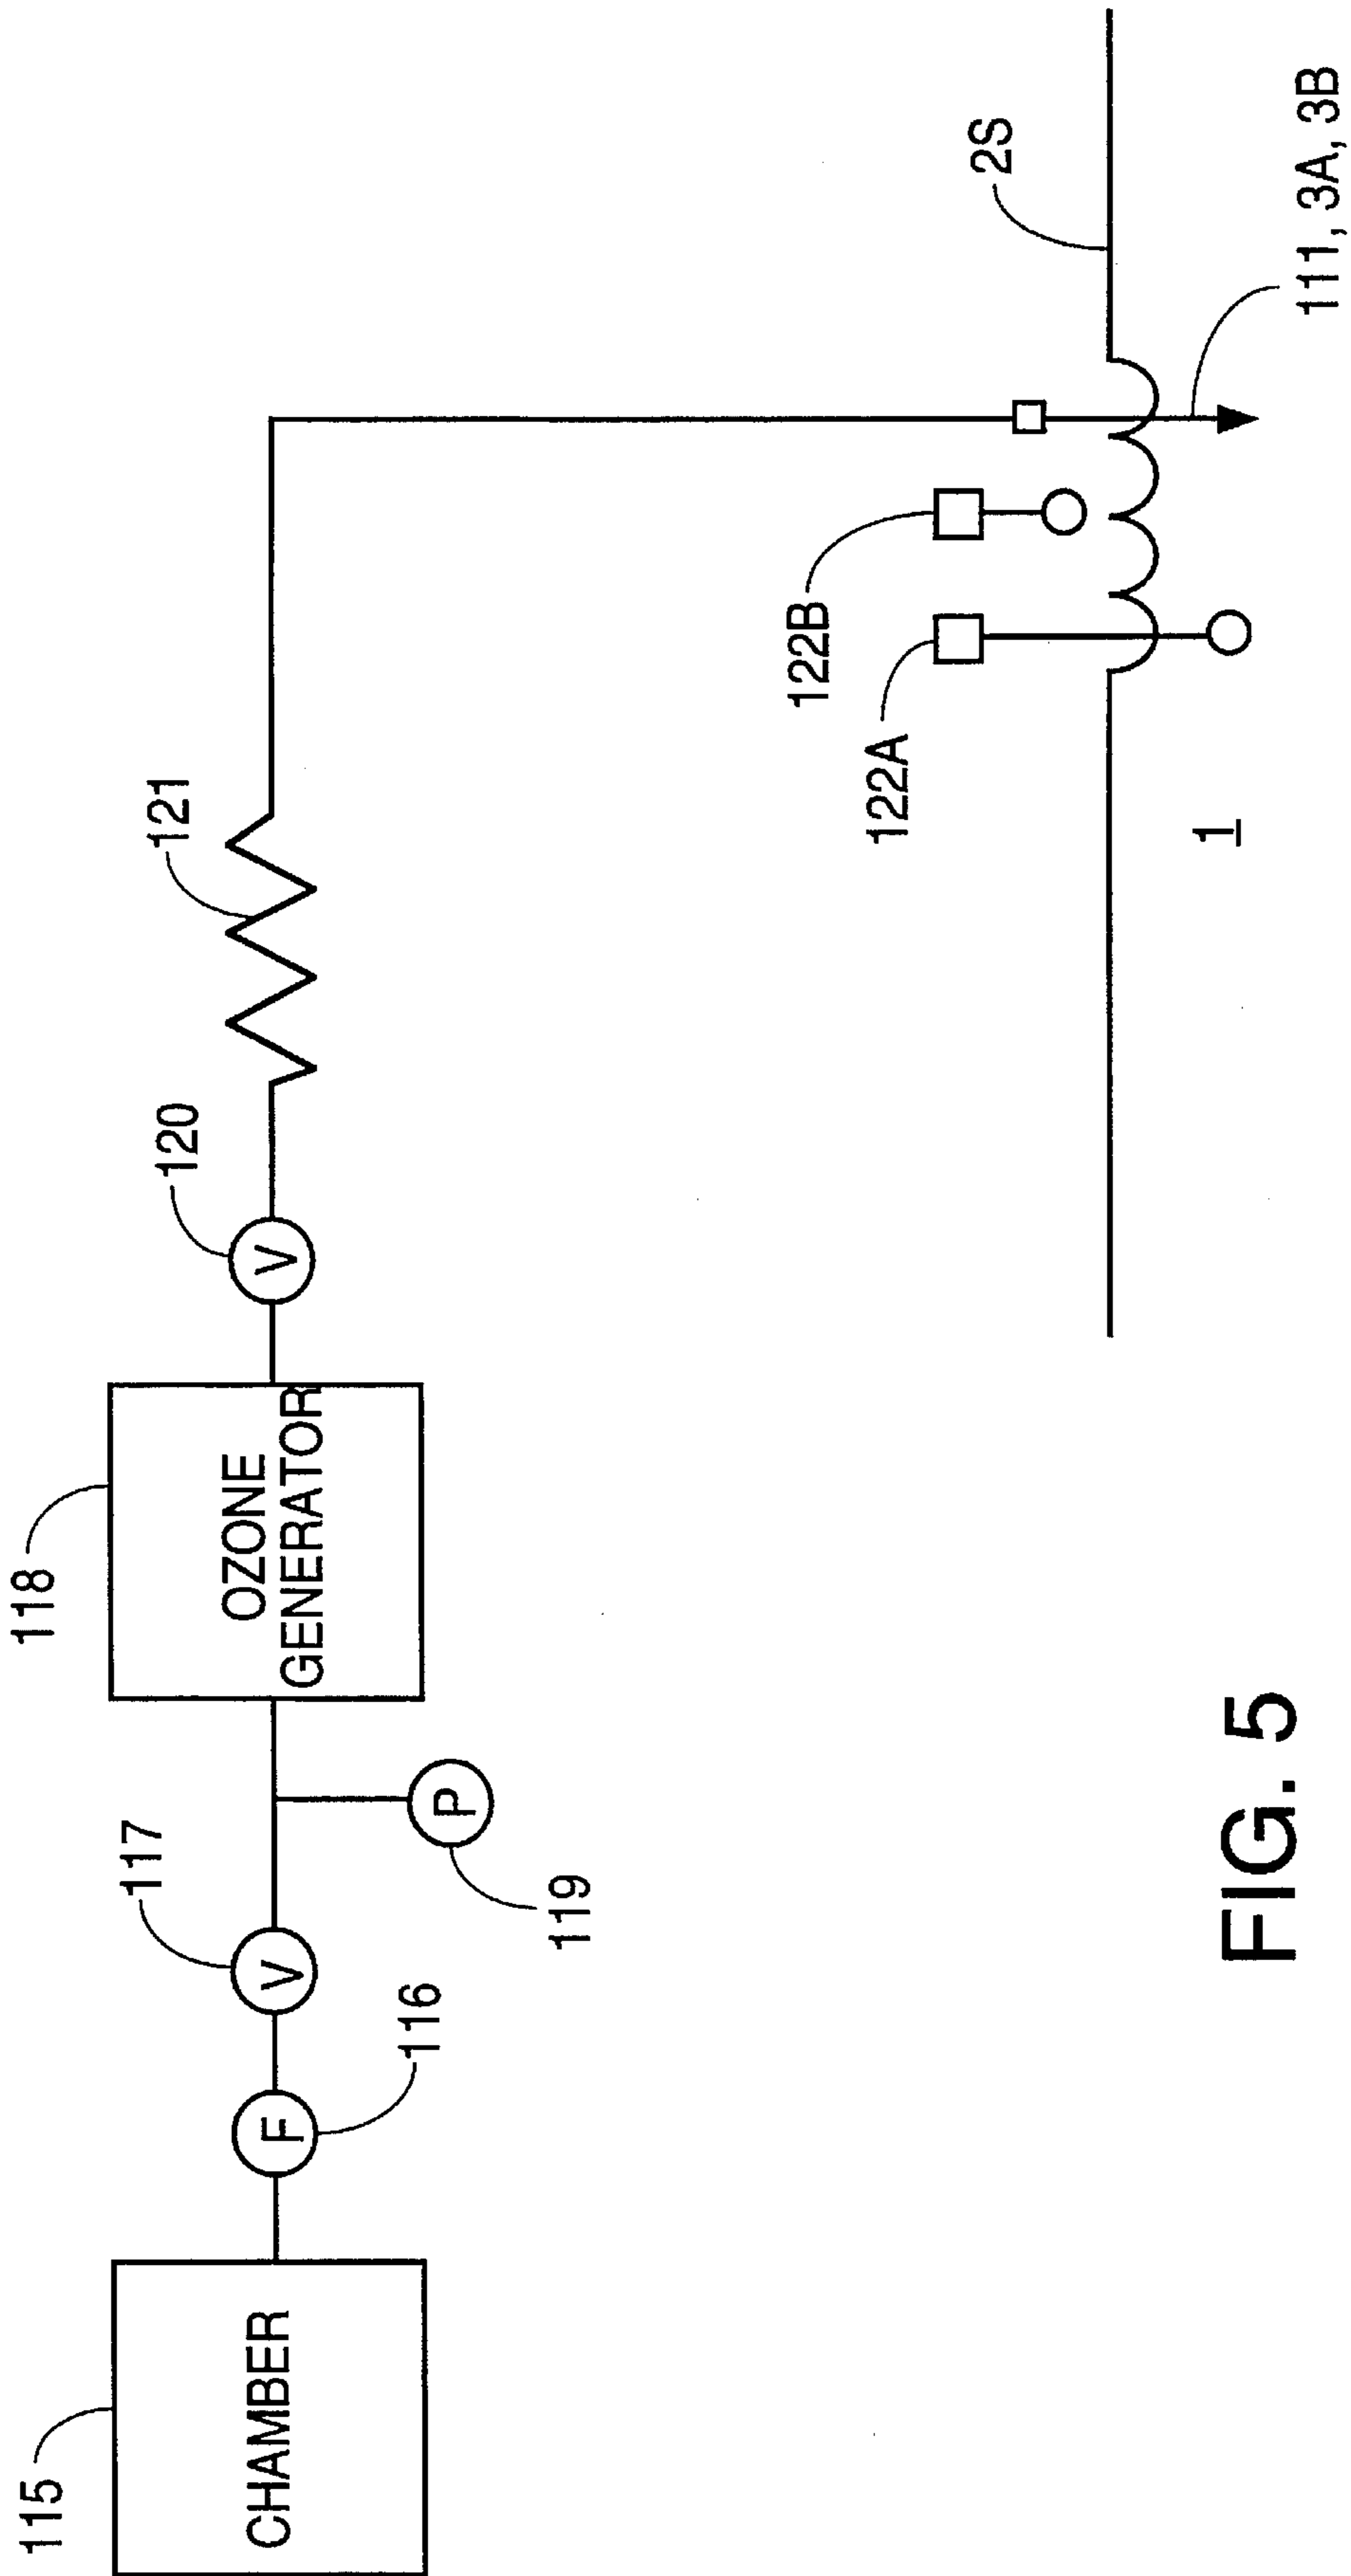 115
CHAMBER
F
116
V
117
P
119
118
OZONE
GENERATOR
V
120
121
122A
122B
2S
111, 3A, 3B
1
FIG. 5